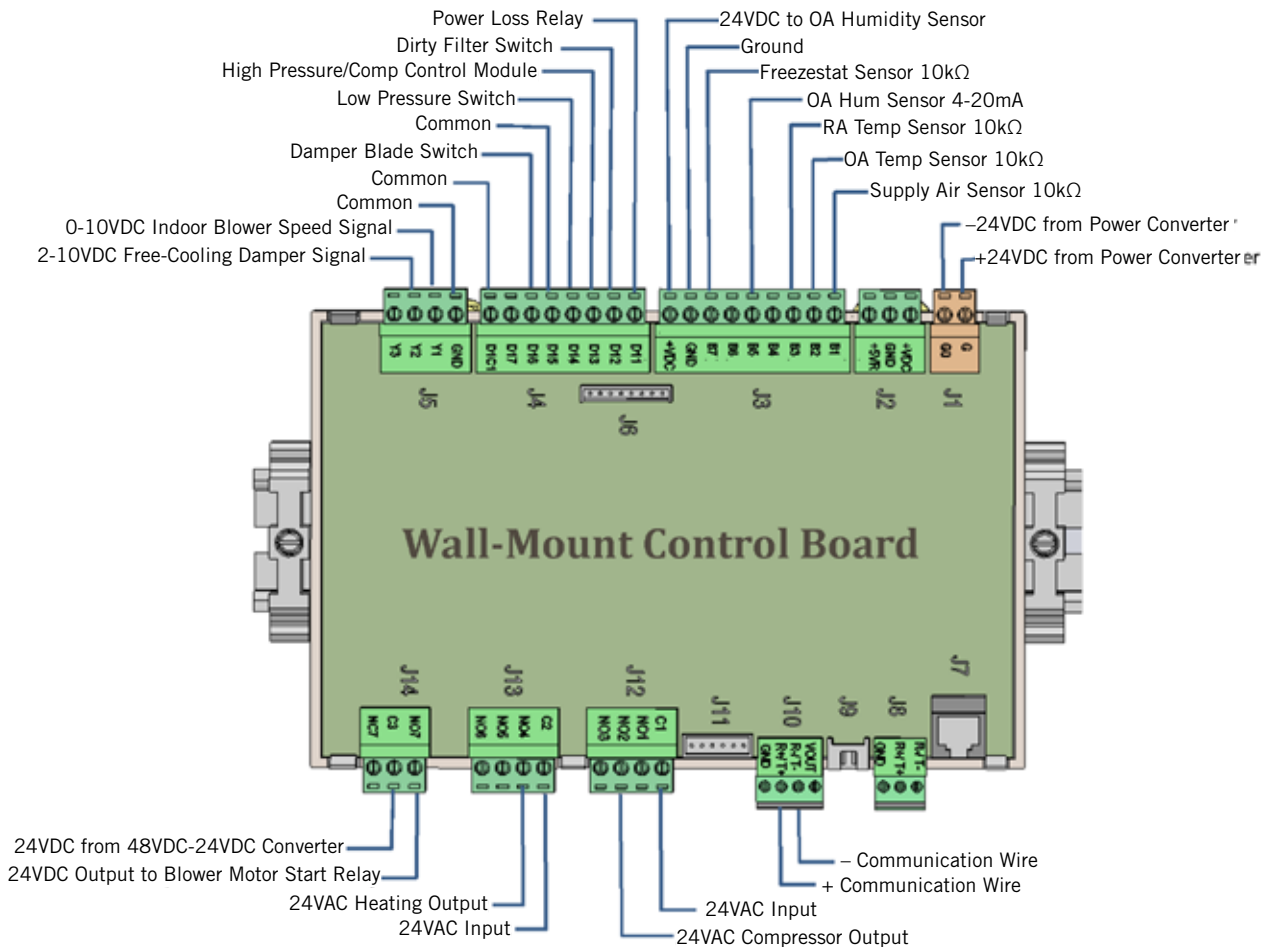 Power Loss Relay
Dirty Filter Switch
High Pressure/Comp Control Module
Low Pressure Switch
Common
Damper Blade Switch
Common
Common
0-10VDC Indoor Blower Speed Signal
2-10VDC Free-Cooling Damper Signal
24VDC to OA Humidity Sensor
Ground
Freezestat Sensor 10kΩ
OA Hum Sensor 4-20mA
RA Temp Sensor 10kΩ
OA Temp Sensor 10kΩ
Supply Air Sensor 10kΩ
–24VDC from Power Converter
+24VDC from Power Converter er
Y3 Y2 Y1 GND
DIC1 DI7 DI6 DI5 DI4 DI3 DI2 DI1
+VDC GND B7 B6 B5 B4 B3 B2 B1
+5VR GND +VDC
G0 G
J5 J4 J6 J3 J2 J1
Wall-Mount Control Board
J14 J13 J12 J11 J10 J9 J8 J7
NC7 C3 NO7
NO6 NO5 NO4 C2
NO3 NO2 NO1 C1
GND R+/T+ R-/T- VOUT
GND R+/T+ R-/T-
24VDC from 48VDC-24VDC Converter
24VDC Output to Blower Motor Start Relay
24VAC Heating Output
24VAC Input
– Communication Wire
+ Communication Wire
24VAC Input
24VAC Compressor Output